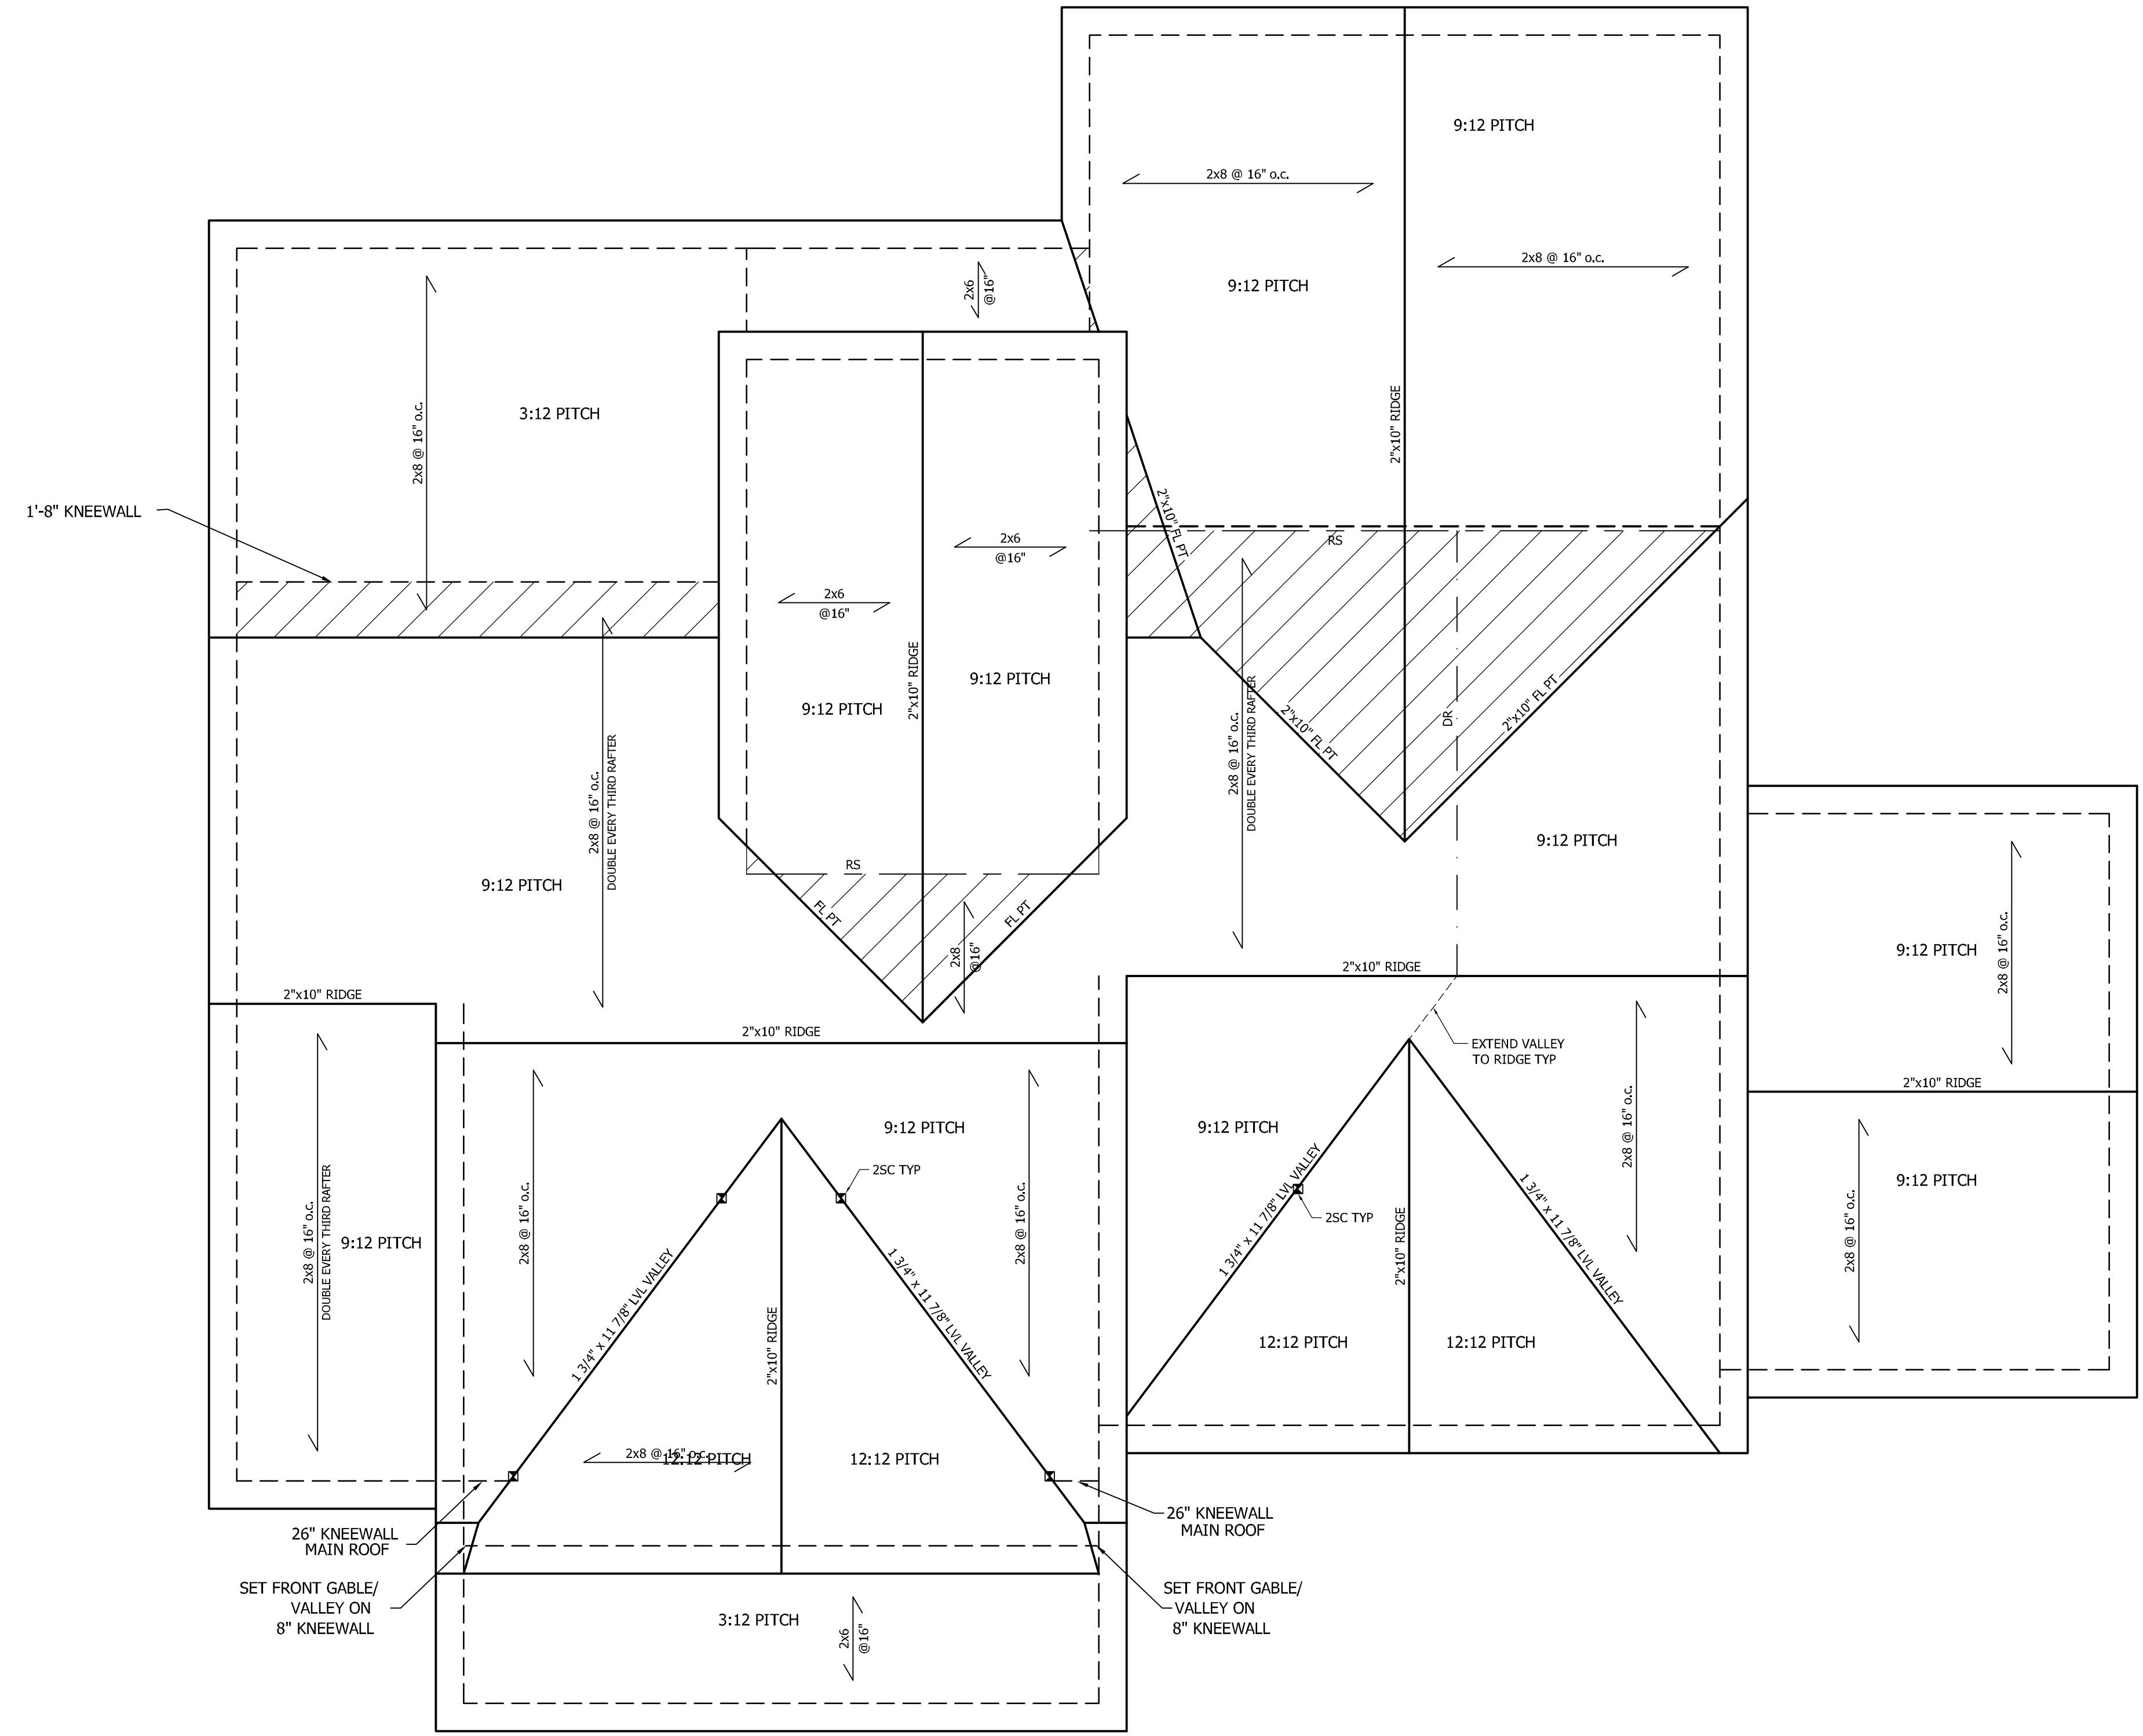 9:12 PITCH
2x8 @ 16" o.c.
2x8 @ 16" o.c.
9:12 PITCH
2x6
@16"
2"x10" RIDGE
3:12 PITCH
2x8 @ 16" o.c.
1'-8" KNEEWALL
2"x10" FL PT
RS
2x6
@16"
2x6
@16"
2"x10" RIDGE
9:12 PITCH
9:12 PITCH
2x8 @ 16" o.c.
DOUBLE EVERY THIRD RAFTER
2x8 @ 16" o.c.
DOUBLE EVERY THIRD RAFTER
2"x10" FL PT
DR
2"x10" FL PT
9:12 PITCH
9:12 PITCH
RS
FL PT
FL PT
2x8
@16"
9:12 PITCH
2x8 @ 16" o.c.
2"x10" RIDGE
2"x10" RIDGE
2"x10" RIDGE
EXTEND VALLEY
TO RIDGE TYP
2"x10" RIDGE
9:12 PITCH
9:12 PITCH
2x8 @ 16" o.c.
9:12 PITCH
2x8 @ 16" o.c.
2SC TYP
2SC TYP
2x8 @ 16" o.c.
DOUBLE EVERY THIRD RAFTER
9:12 PITCH
2x8 @ 16" o.c.
2x8 @ 16" o.c.
1 3/4" x 11 7/8" LVL VALLEY
1 3/4" x 11 7/8" LVL VALLEY
2"x10" RIDGE
1 3/4" x 11 7/8" LVL VALLEY
1 3/4" x 11 7/8" LVL VALLEY
2"x10" RIDGE
12:12 PITCH
12:12 PITCH
2x8 @ 16" o.c.
12:12 PITCH
12:12 PITCH
26" KNEEWALL
MAIN ROOF
26" KNEEWALL
MAIN ROOF
SET FRONT GABLE/
VALLEY ON
8" KNEEWALL
SET FRONT GABLE/
VALLEY ON
8" KNEEWALL
3:12 PITCH
2x6
@16"